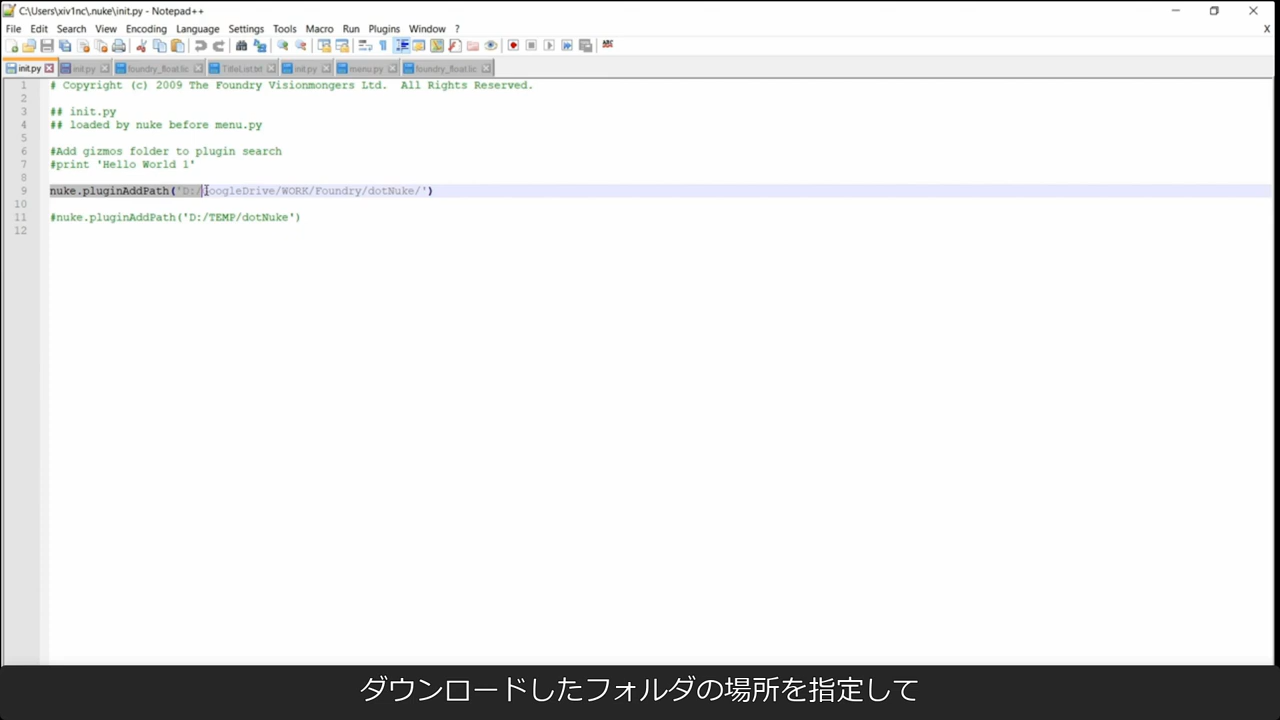 C:\Users\xiv1nc\.nuke\init.py - Notepad++
File Edit Search View Encoding Language Settings Tools Macro Run Plugins Window ? X
init.py init.py foundry_float.lic TitleList.txt init.py menu.py foundry_float.lic
1 # Copyright (c) 2009 The Foundry Visionmongers Ltd.  All Rights Reserved.
2
3 ## init.py
4 ## loaded by nuke before menu.py
5
6 #Add gizmos folder to plugin search
7 #print 'Hello World 1'
8
9 nuke.pluginAddPath('D:/GoogleDrive/WORK/Foundry/dotNuke/')
10
11 #nuke.pluginAddPath('D:/TEMP/dotNuke')
12
ダウンロードしたフォルダの場所を指定して